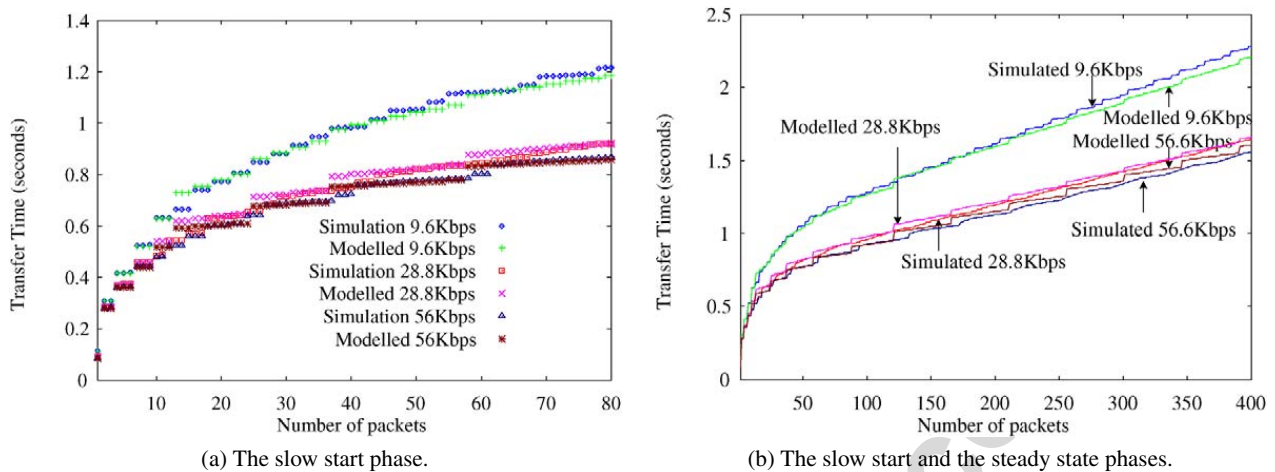 1.4
1.2
1
0.8
0.6
0.4
0.2
0
Transfer Time (seconds)
10 20 30 40 50 60 70 80
Number of packets
Simulation 9.6Kbps
Modelled 9.6Kbps
Simulation 28.8Kbps
Modelled 28.8Kbps
Simulation 56Kbps
Modelled 56Kbps
(a) The slow start phase.
2.5
2
1.5
1
0.5
0
Transfer Time (seconds)
50 100 150 200 250 300 350 400
Number of packets
Simulated 9.6Kbps
Modelled 9.6Kbps
Modelled 28.8Kbps
Modelled 56.6Kbps
Simulated 56.6Kbps
Simulated 28.8Kbps
(b) The slow start and the steady state phases.